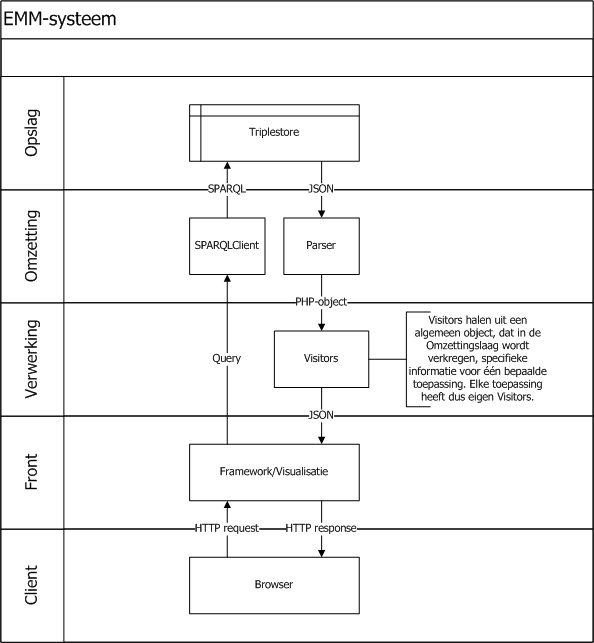 EMM-systeem
Opslag
Triplestore
SPARQL
JSON
Omzetting
SPARQLClient
Parser
PHP-object
Verwerking
Query
Visitors
Visitors halen uit een
algemeen object, dat in de
Omzettingslaag wordt
verkregen, specifieke
informatie voor één bepaalde
toepassing. Elke toepassing
heeft dus eigen Visitors.
JSON
Front
Framework/Visualisatie
HTTP request
HTTP response
Client
Browser